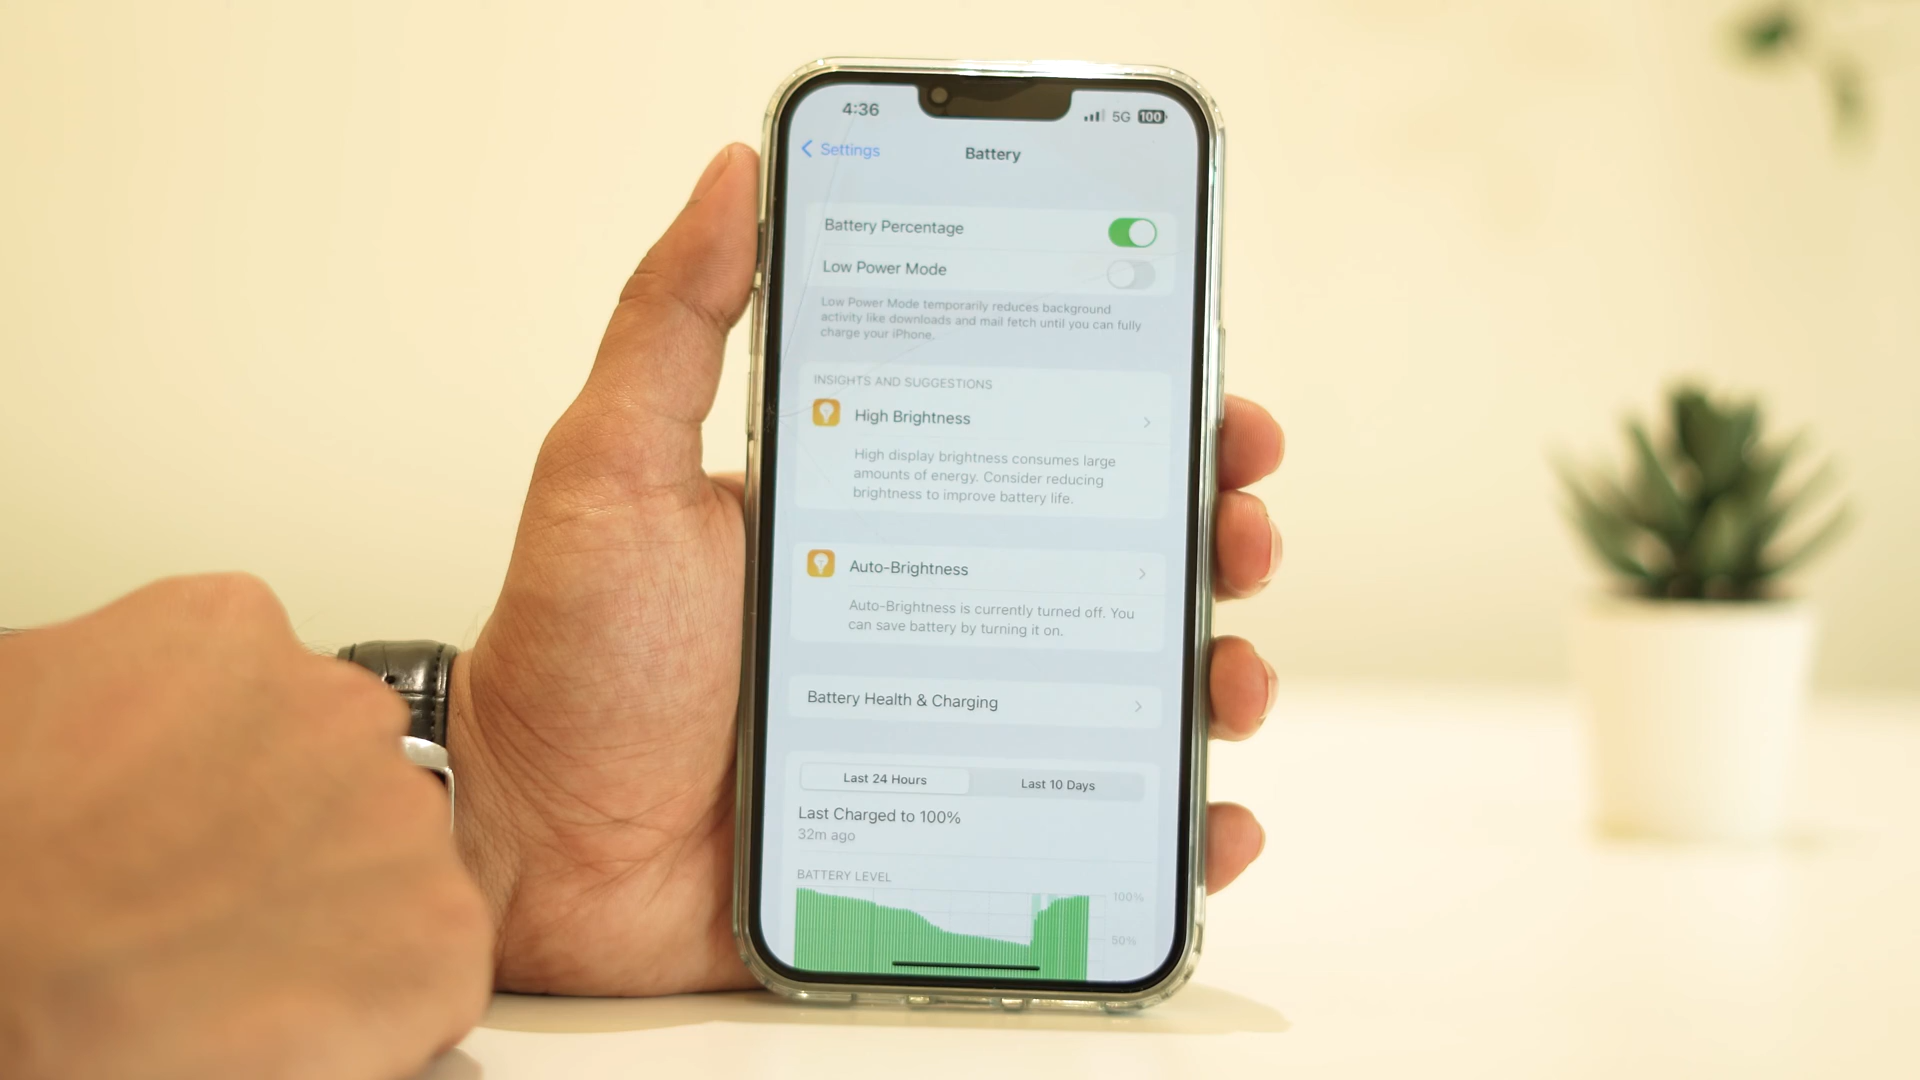 4:36
5G 100
Settings
Battery
Battery Percentage
Low Power Mode
Low Power Mode temporarily reduces background
activity like downloads and mail fetch until you can fully
charge your iPhone.
INSIGHTS AND SUGGESTIONS
High Brightness
High display brightness consumes large
amounts of energy. Consider reducing
brightness to improve battery life.
Auto-Brightness
Auto-Brightness is currently turned off. You
can save battery by turning it on.
Battery Health & Charging
Last 24 Hours
Last 10 Days
Last Charged to 100%
32m ago
BATTERY LEVEL
100%
50%